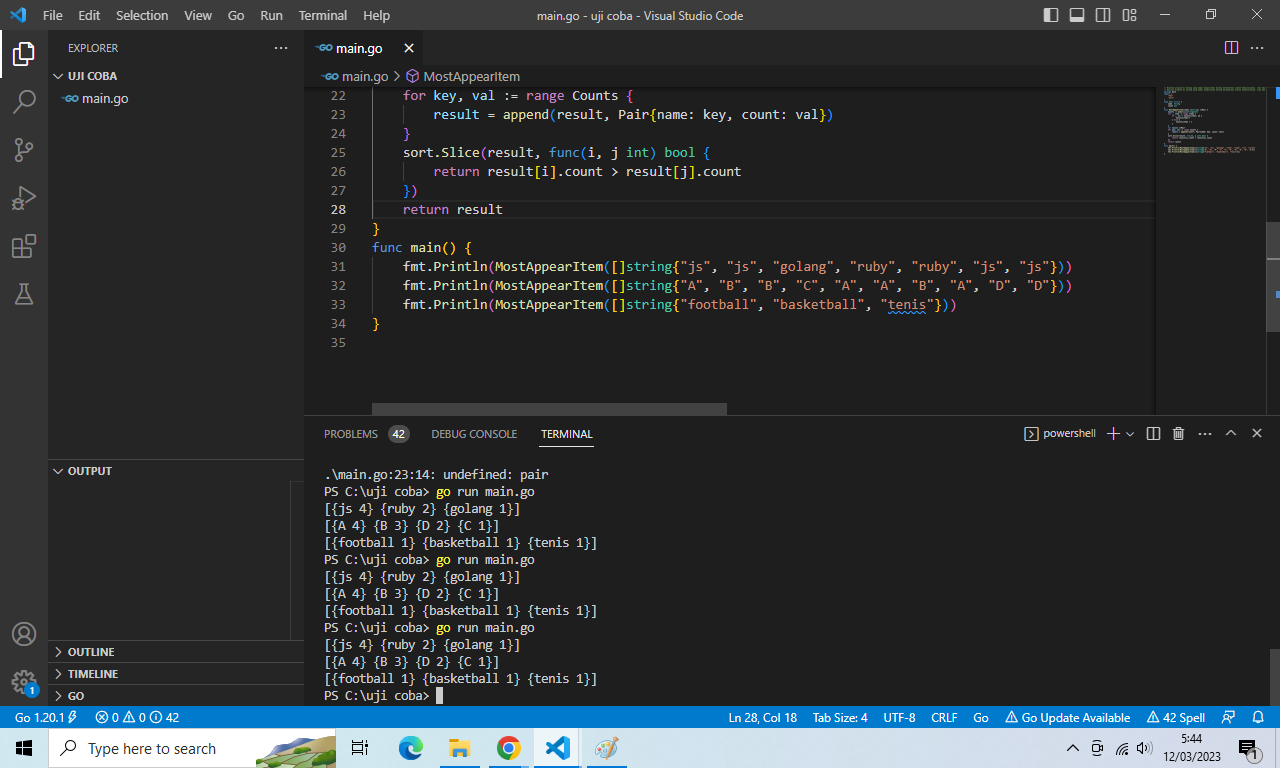 File Edit Selection View Go Run Terminal Help main.go - uji coba - Visual Studio Code
EXPLORER
UJI COBA
main.go
OUTPUT
OUTLINE
TIMELINE
GO
main.go
main.go > MostAppearItem
22 for key, val := range Counts {
23 result = append(result, Pair{name: key, count: val})
24 }
25 sort.Slice(result, func(i, j int) bool {
26 return result[i].count > result[j].count
27 })
28 return result
29 }
30 func main() {
31 fmt.Println(MostAppearItem([]string{"js", "js", "golang", "ruby", "ruby", "js", "js"}))
32 fmt.Println(MostAppearItem([]string{"A", "B", "B", "C", "A", "A", "B", "A", "D", "D"}))
33 fmt.Println(MostAppearItem([]string{"football", "basketball", "tenis"}))
34 }
35
PROBLEMS 42 DEBUG CONSOLE TERMINAL powershell
.\main.go:23:14: undefined: pair
PS C:\uji coba> go run main.go
[{js 4} {ruby 2} {golang 1}]
[{A 4} {B 3} {D 2} {C 1}]
[{football 1} {basketball 1} {tenis 1}]
PS C:\uji coba> go run main.go
[{js 4} {ruby 2} {golang 1}]
[{A 4} {B 3} {D 2} {C 1}]
[{football 1} {basketball 1} {tenis 1}]
PS C:\uji coba> go run main.go
[{js 4} {ruby 2} {golang 1}]
[{A 4} {B 3} {D 2} {C 1}]
[{football 1} {basketball 1} {tenis 1}]
PS C:\uji coba>
1
Go 1.20.1 0 0 42 Ln 28, Col 18 Tab Size: 4 UTF-8 CRLF Go Go Update Available 42 Spell
Type here to search
5:44
12/03/2023
1